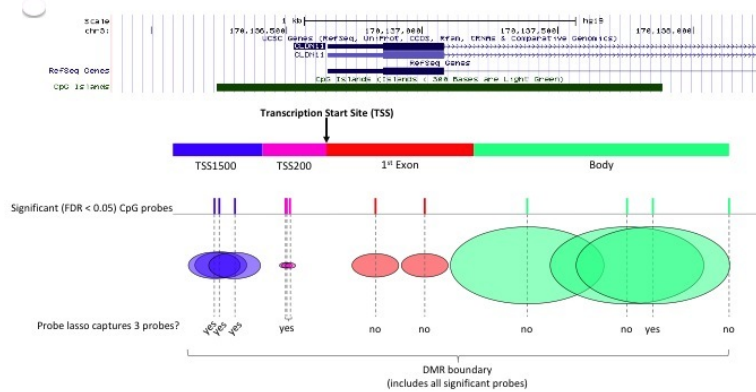 Scale 1 kb hg19
chr3: 170,136,500 170,137,000 170,137,500 170,138,000
UCSC Genes (RefSeq, UniProt, CCDS, Rfam, tRNAs & Comparative Genomics)
CLDN11
CLDN11
RefSeq Genes
RefSeq Genes
CpG Islands (Islands < 300 Bases are Light Green)
CpG Islands
Transcription Start Site (TSS)
TSS1500 TSS200 1st Exon Body
Significant (FDR < 0.05) CpG probes
Probe lasso captures 3 probes? yes yes yes yes no no no no yes no
DMR boundary
(includes all significant probes)